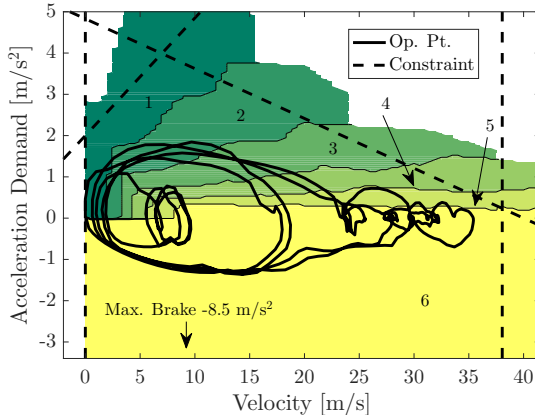 5
4
3
2
1
0
-1
-2
-3
Acceleration Demand [m/s²]
Op. Pt.
Constraint
1
2
3
4
5
6
Max. Brake -8.5 m/s²
0 5 10 15 20 25 30 35 40
Velocity [m/s]